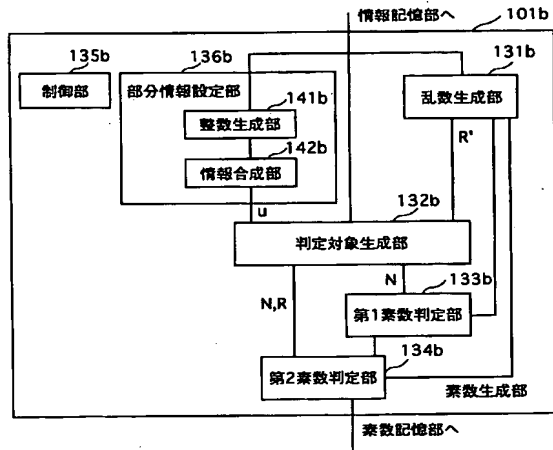 情報記憶部へ
101b
135b
136b
131b
制御部
部分情報設定部
乱数生成部
141b
整数生成部
142b
R'
情報合成部
132b
u
判定対象生成部
N
133b
N,R
第1素数判定部
134b
第2素数判定部
素数生成部
素数記憶部へ